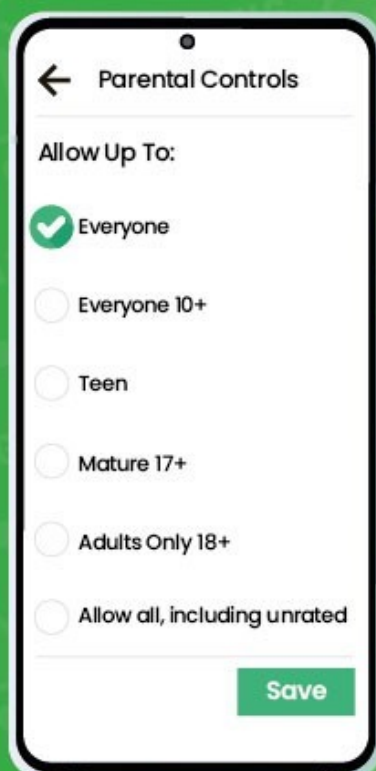 Parental Controls
Allow Up To:
Everyone
Everyone 10+
Teen
Mature 17+
Adults Only 18+
Allow all, including unrated
Save